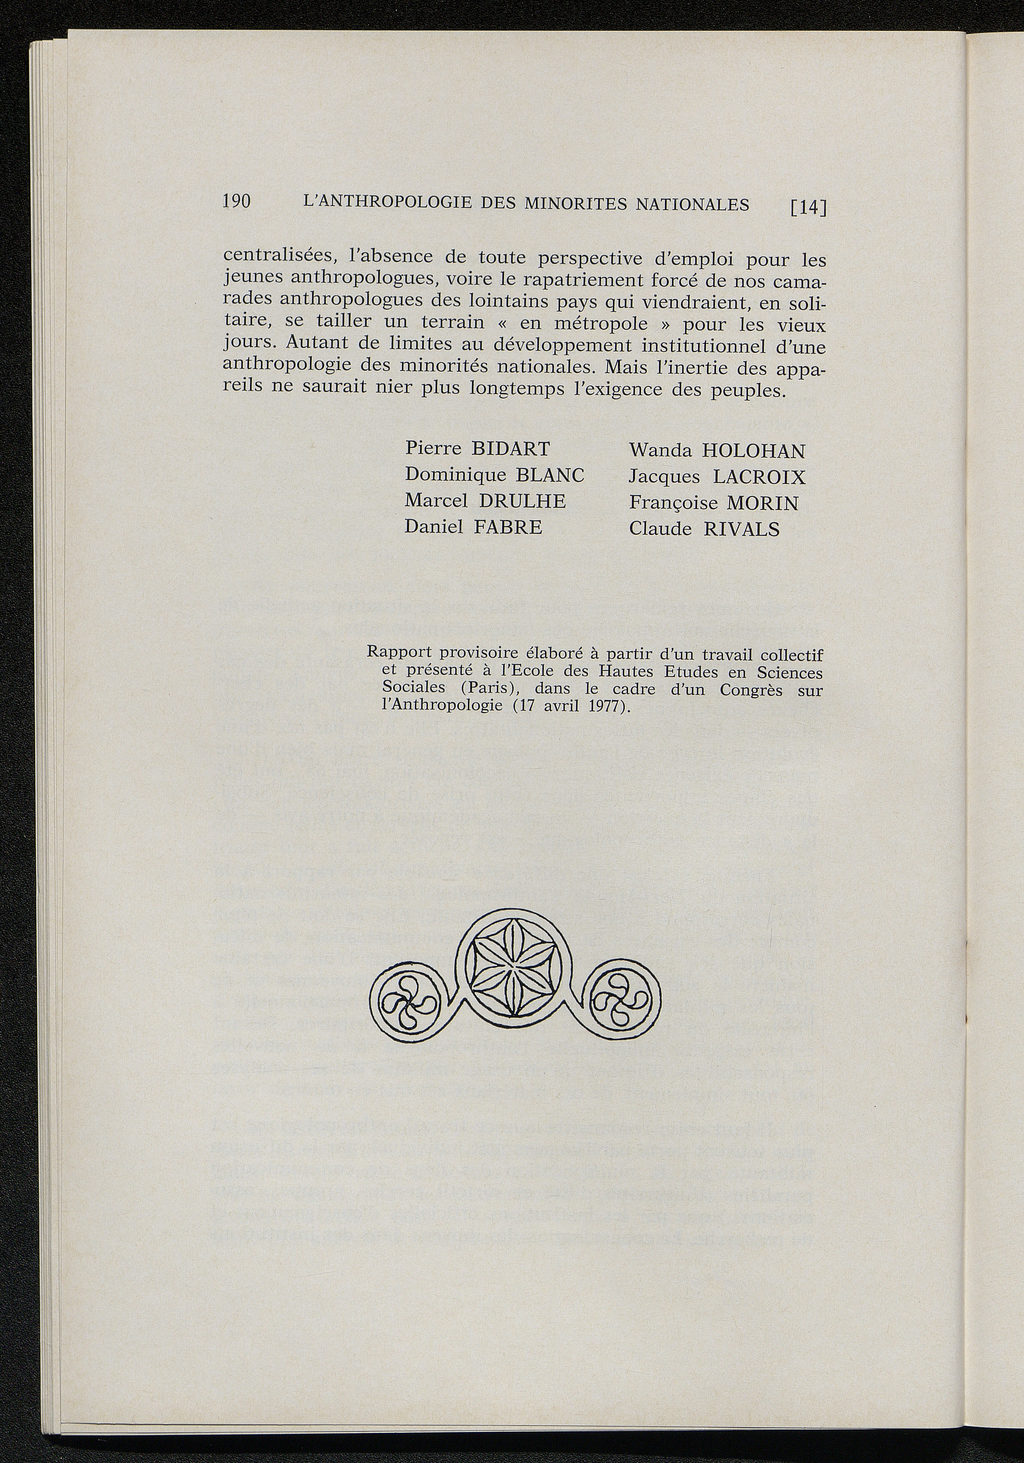 190 L'ANTHROPOLOGIE DES MINORITES NATIONALES [14]
centralisées, l'absence de toute perspective d'emploi pour les
jeunes anthropologues, voire le rapatriement forcé de nos cama-
rades anthropologues des lointains pays qui viendraient, en soli-
taire, se tailler un terrain « en métropole » pour les vieux
jours. Autant de limites au développement institutionnel d'une
anthropologie des minorités nationales. Mais l'inertie des appa-
reils ne saurait nier plus longtemps l'exigence des peuples.
Pierre BIDART
Dominique BLANC
Marcel DRULHE
Daniel FABRE
Wanda HOLOHAN
Jacques LACROIX
Françoise MORIN
Claude RIVALS
Rapport provisoire élaboré à partir d'un travail collectif
et présenté à l'Ecole des Hautes Etudes en Sciences
Sociales (Paris), dans le cadre d'un Congrès sur
l'Anthropologie (17 avril 1977).